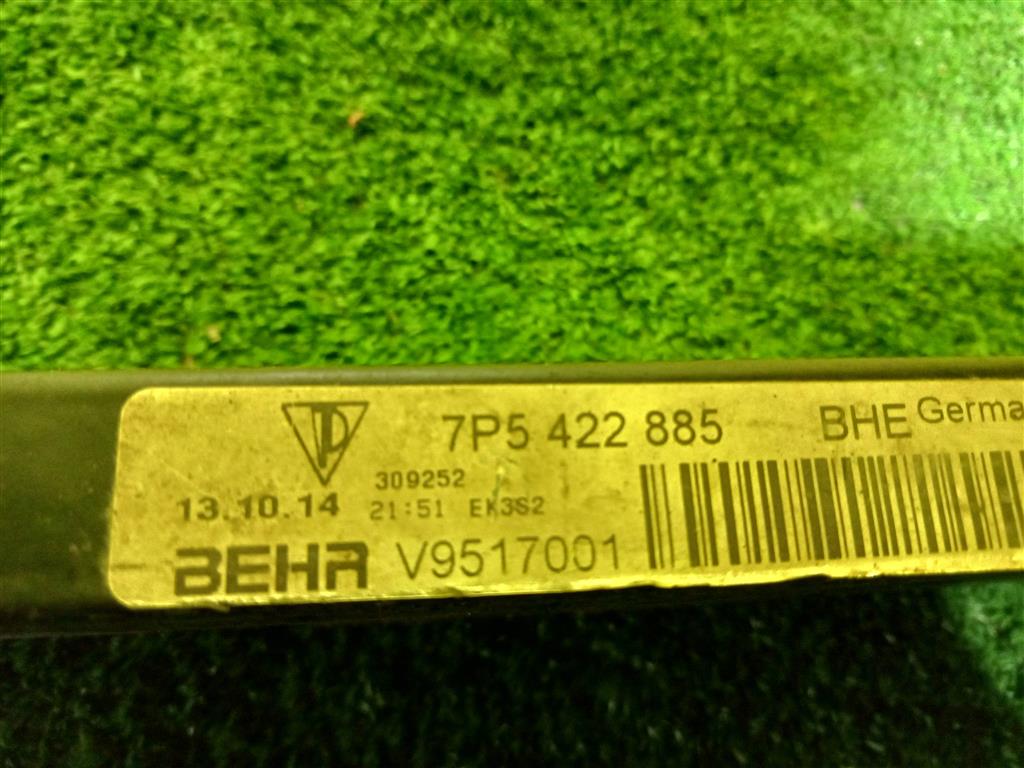 7P5 422 885 BHE Germa
309252
13.10.14 21:51 EK3S2
BEHR V9517001